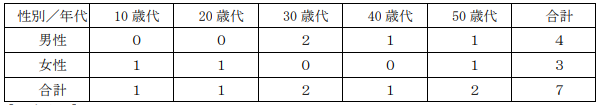 性別／年代 10 歳代 20 歳代 30 歳代 40 歳代 50 歳代 合計
男性 0 0 2 1 1 4
女性 1 1 0 0 1 3
合計 1 1 2 1 2 7